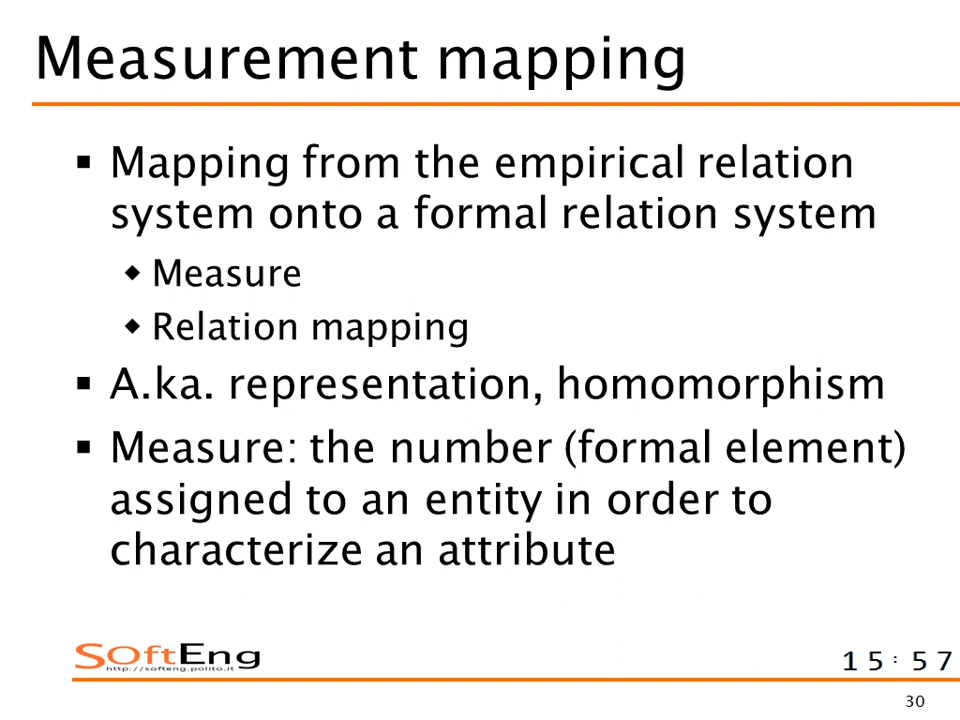 Measurement mapping
Mapping from the empirical relation
system onto a formal relation system
Measure
Relation mapping
A.ka. representation, homomorphism
Measure: the number (formal element)
assigned to an entity in order to
characterize an attribute
SOftEng
http://softeng.polito.it
15:57
30